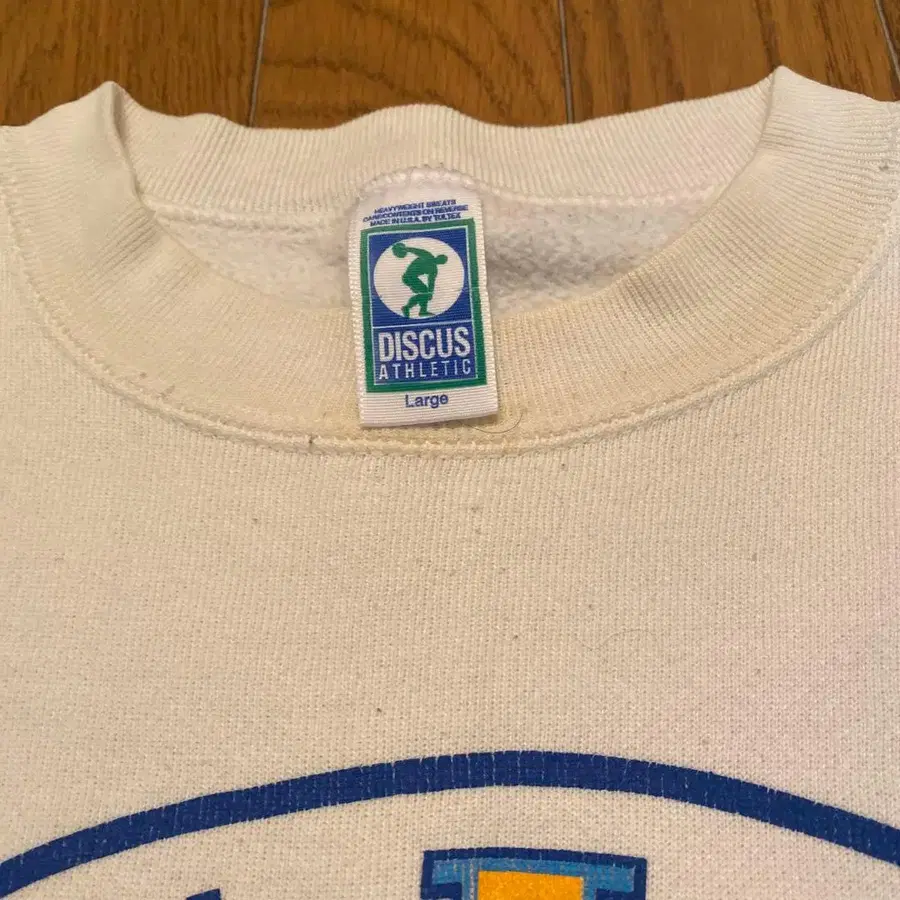 HEAVYWEIGHT SWEATS
CARE/CONTENTS ON REVERSE
MADE IN U.S.A. BY TULTEX
DISCUS
ATHLETIC
Large